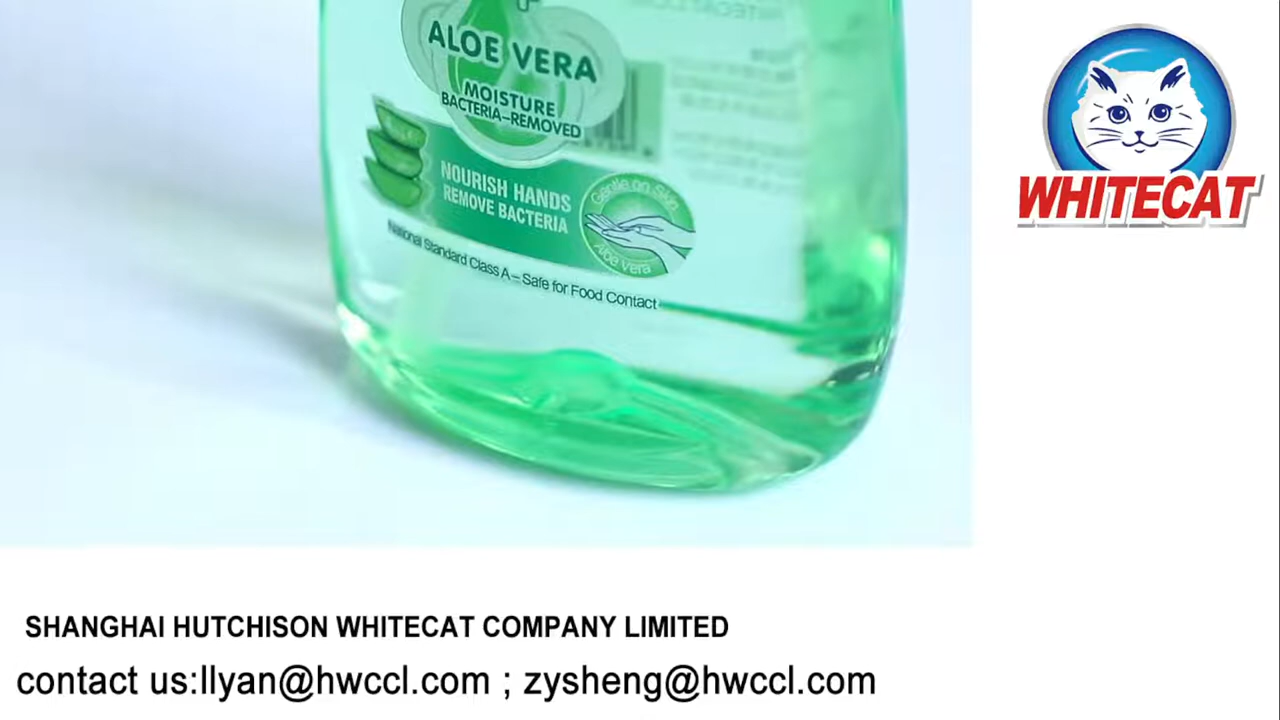 ALOE VERA
MOISTURE
BACTERIA-REMOVED
NOURISH HANDS
REMOVE BACTERIA
Gentle on Skin
Aloe vera
National Standard Class A – Safe for Food Contact
WHITECAT
SHANGHAI HUTCHISON WHITECAT COMPANY LIMITED
contact us:llyan@hwccl.com ; zysheng@hwccl.com